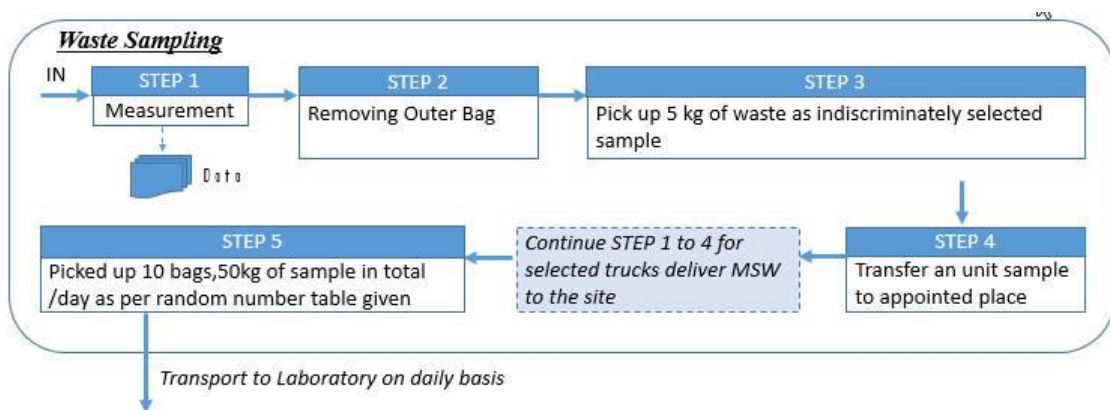 Waste Sampling
IN
STEP 1
Measurement
Data
STEP 2
Removing Outer Bag
STEP 3
Pick up 5 kg of waste as indiscriminately selected
sample
STEP 4
Transfer an unit sample
to appointed place
Continue STEP 1 to 4 for
selected trucks deliver MSW
to the site
STEP 5
Picked up 10 bags,50kg of sample in total
/day as per random number table given
Transport to Laboratory on daily basis